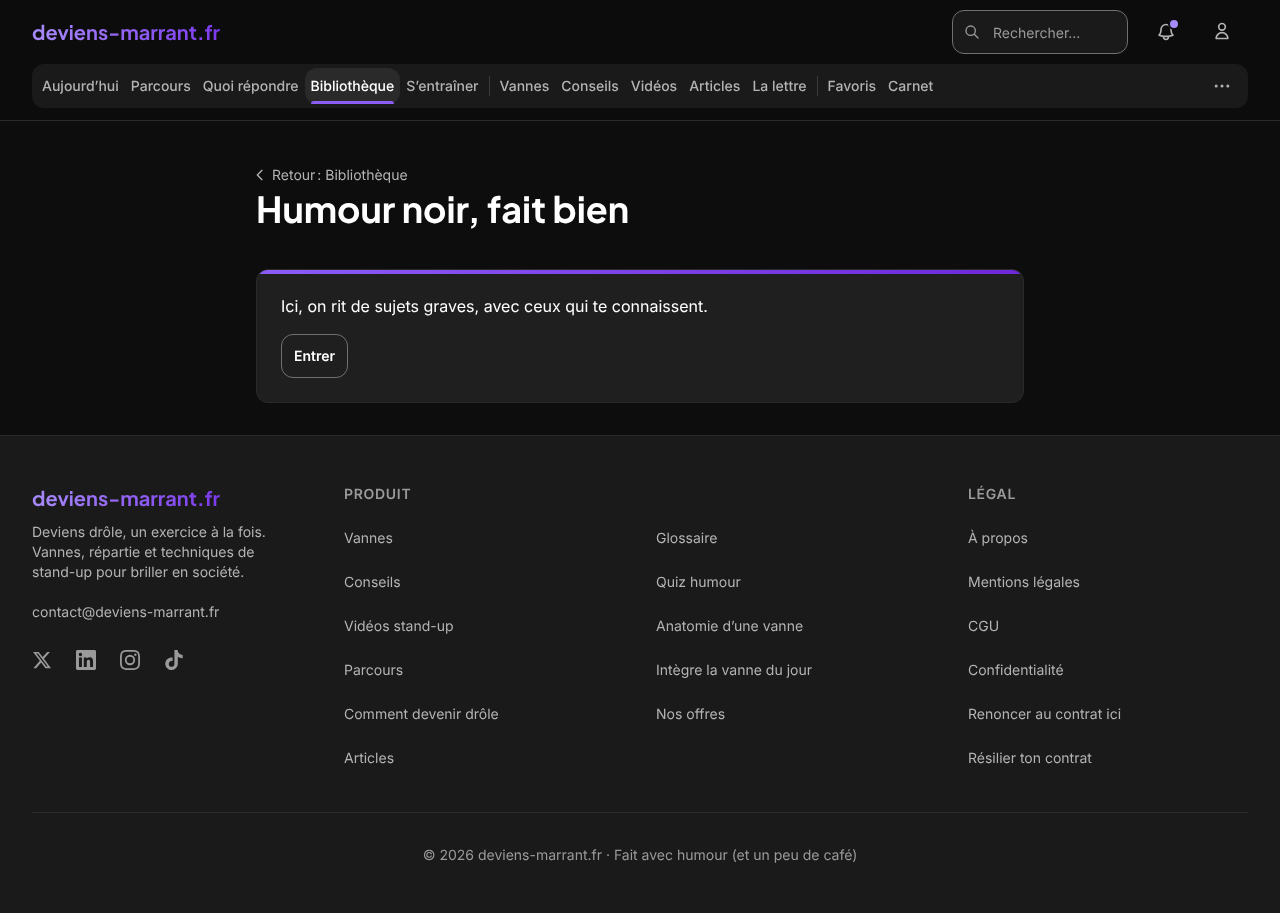 deviens-marrant.fr
Rechercher...
Aujourd’hui Parcours Quoi répondre Bibliothèque S’entraîner Vannes Conseils Vidéos Articles La lettre Favoris Carnet
Retour : Bibliothèque
Humour noir, fait bien
Ici, on rit de sujets graves, avec ceux qui te connaissent.
Entrer
deviens-marrant.fr
Deviens drôle, un exercice à la fois.
Vannes, répartie et techniques de
stand-up pour briller en société.
contact@deviens-marrant.fr
PRODUIT
Vannes
Conseils
Vidéos stand-up
Parcours
Comment devenir drôle
Articles
Glossaire
Quiz humour
Anatomie d’une vanne
Intègre la vanne du jour
Nos offres
LÉGAL
À propos
Mentions légales
CGU
Confidentialité
Renoncer au contrat ici
Résilier ton contrat
© 2026 deviens-marrant.fr · Fait avec humour (et un peu de café)